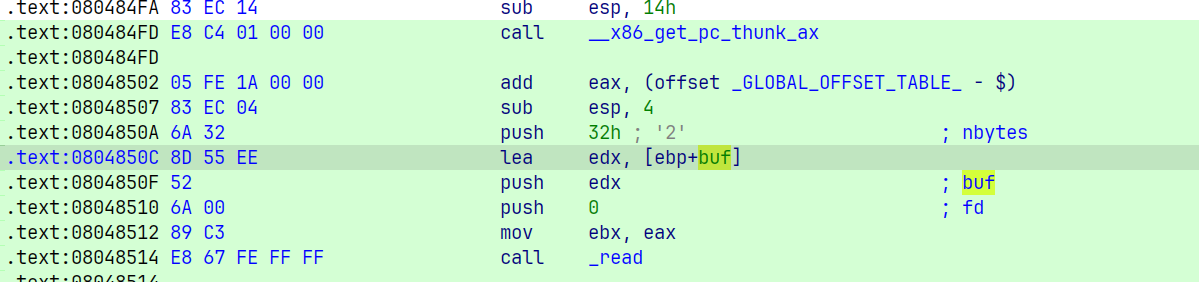 .text:080484FA 83 EC 14 sub esp, 14h
.text:080484FD E8 C4 01 00 00 call __x86_get_pc_thunk_ax
.text:080484FD
.text:08048502 05 FE 1A 00 00 add eax, (offset _GLOBAL_OFFSET_TABLE_ - $)
.text:08048507 83 EC 04 sub esp, 4
.text:0804850A 6A 32 push 32h ; '2' ; nbytes
.text:0804850C 8D 55 EE lea edx, [ebp+buf]
.text:0804850F 52 push edx ; buf
.text:08048510 6A 00 push 0 ; fd
.text:08048512 89 C3 mov ebx, eax
.text:08048514 E8 67 FE FF FF call _read
.text:08048514